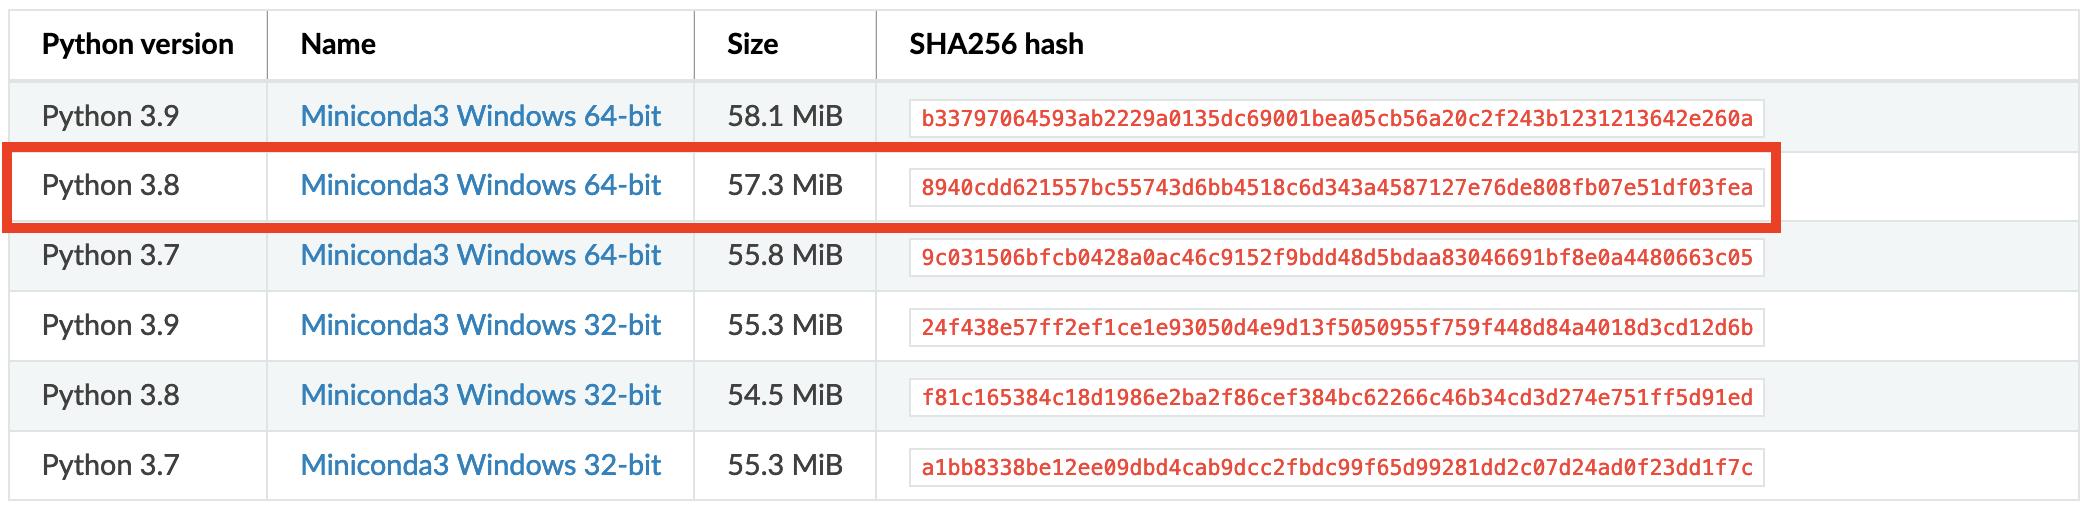 Python version Name Size SHA256 hash
Python 3.9 Miniconda3 Windows 64-bit 58.1 MiB b33797064593ab2229a0135dc69001bea05cb56a20c2f243b1231213642e260a
Python 3.8 Miniconda3 Windows 64-bit 57.3 MiB 8940cdd621557bc55743d6bb4518c6d343a4587127e76de808fb07e51df03fea
Python 3.7 Miniconda3 Windows 64-bit 55.8 MiB 9c031506bfcb0428a0ac46c9152f9bdd48d5bdaa83046691bf8e0a4480663c05
Python 3.9 Miniconda3 Windows 32-bit 55.3 MiB 24f438e57ff2ef1ce1e93050d4e9d13f5050955f759f448d84a4018d3cd12d6b
Python 3.8 Miniconda3 Windows 32-bit 54.5 MiB f81c165384c18d1986e2ba2f86cef384bc62266c46b34cd3d274e751ff5d91ed
Python 3.7 Miniconda3 Windows 32-bit 55.3 MiB a1bb8338be12ee09dbd4cab9dcc2fbdc99f65d99281dd2c07d24ad0f23dd1f7c